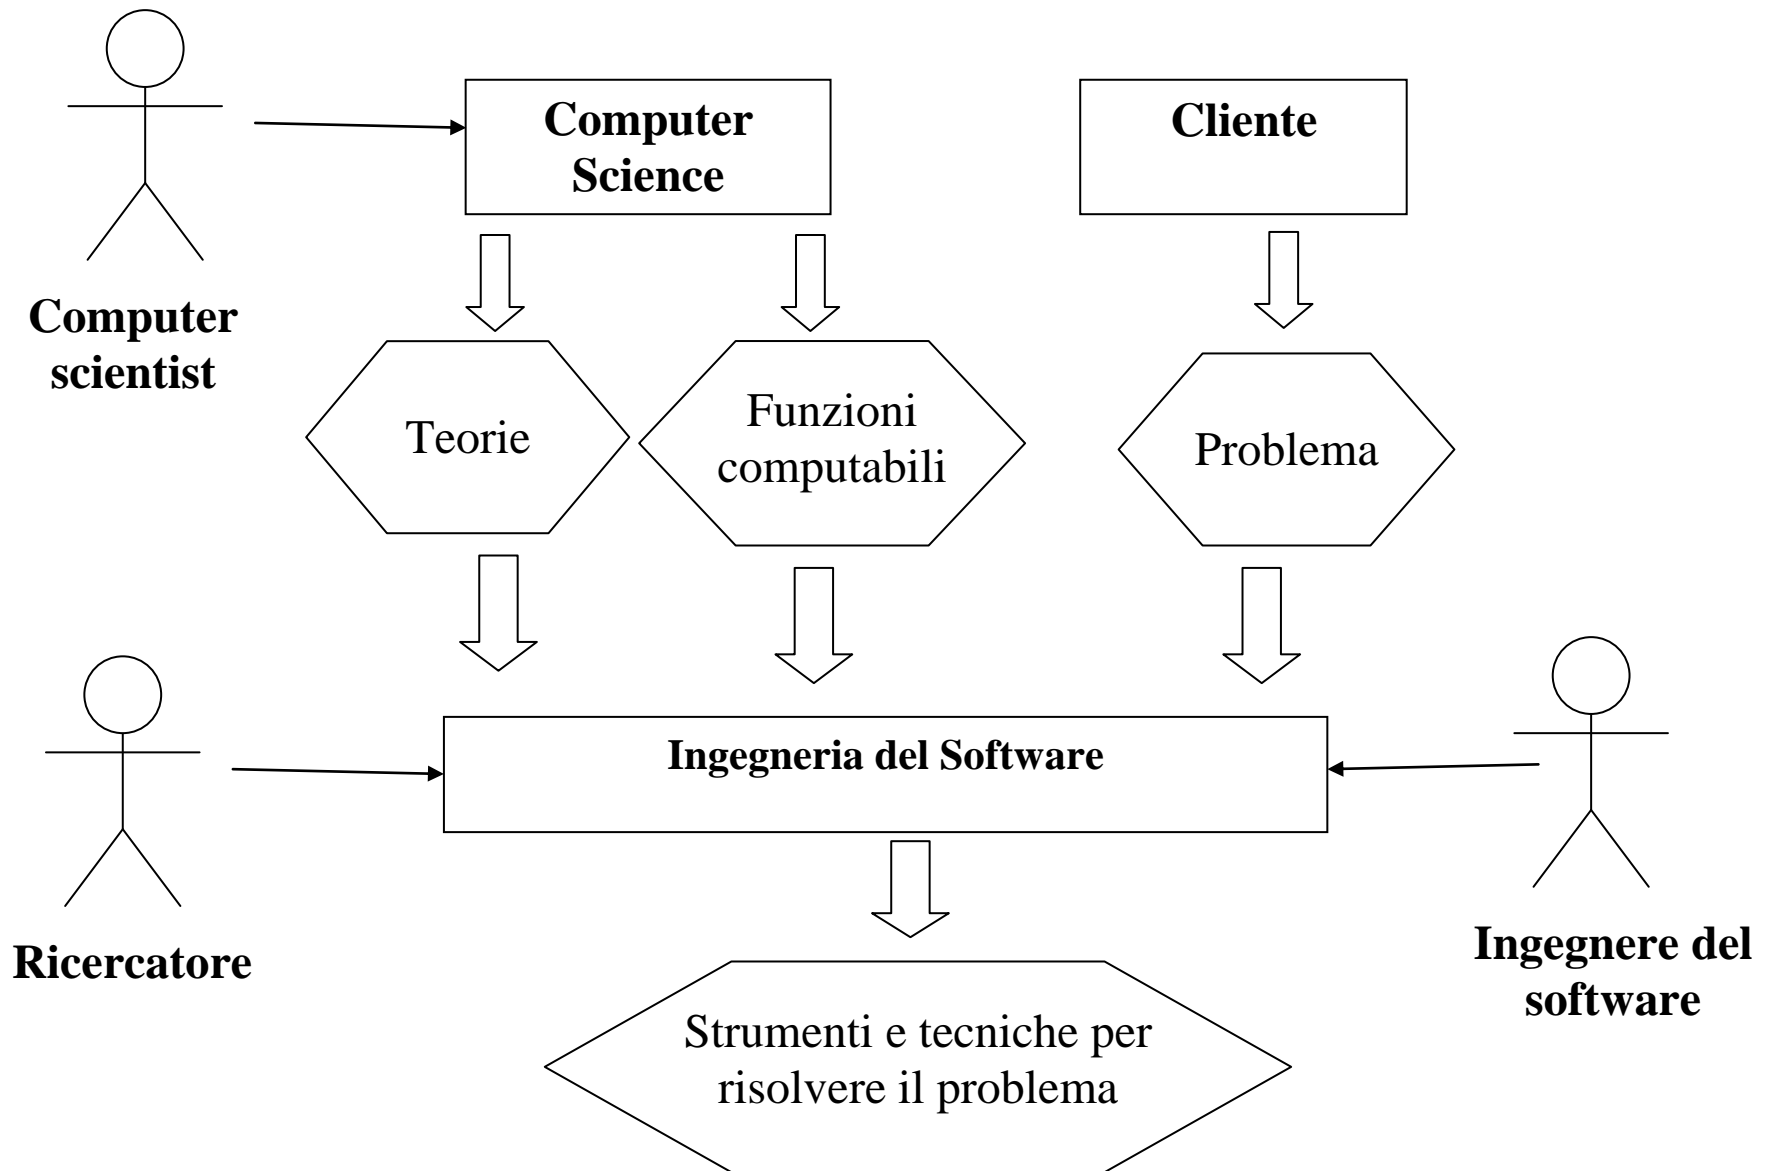 Computer
Science
Cliente
Computer
scientist
Teorie
Funzioni
computabili
Problema
Ingegneria del Software
Ricercatore
Ingegnere del
software
Strumenti e tecniche per
risolvere il problema